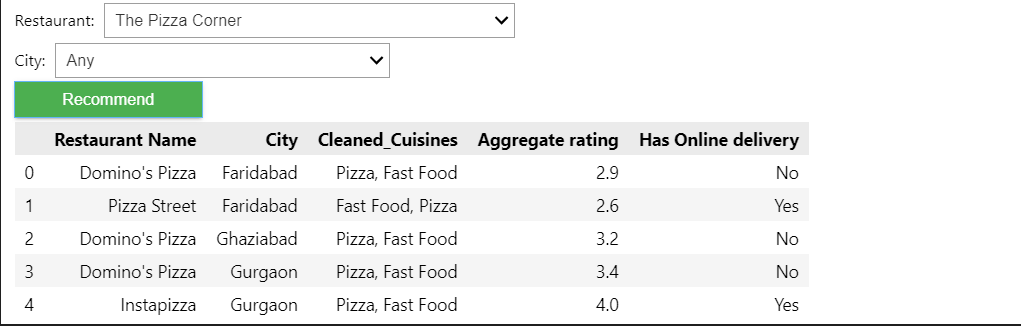 Restaurant: The Pizza Corner
City: Any
Recommend
Restaurant Name City Cleaned_Cuisines Aggregate rating Has Online delivery
0 Domino's Pizza Faridabad Pizza, Fast Food 2.9 No
1 Pizza Street Faridabad Fast Food, Pizza 2.6 Yes
2 Domino's Pizza Ghaziabad Pizza, Fast Food 3.2 No
3 Domino's Pizza Gurgaon Pizza, Fast Food 3.4 No
4 Instapizza Gurgaon Pizza, Fast Food 4.0 Yes